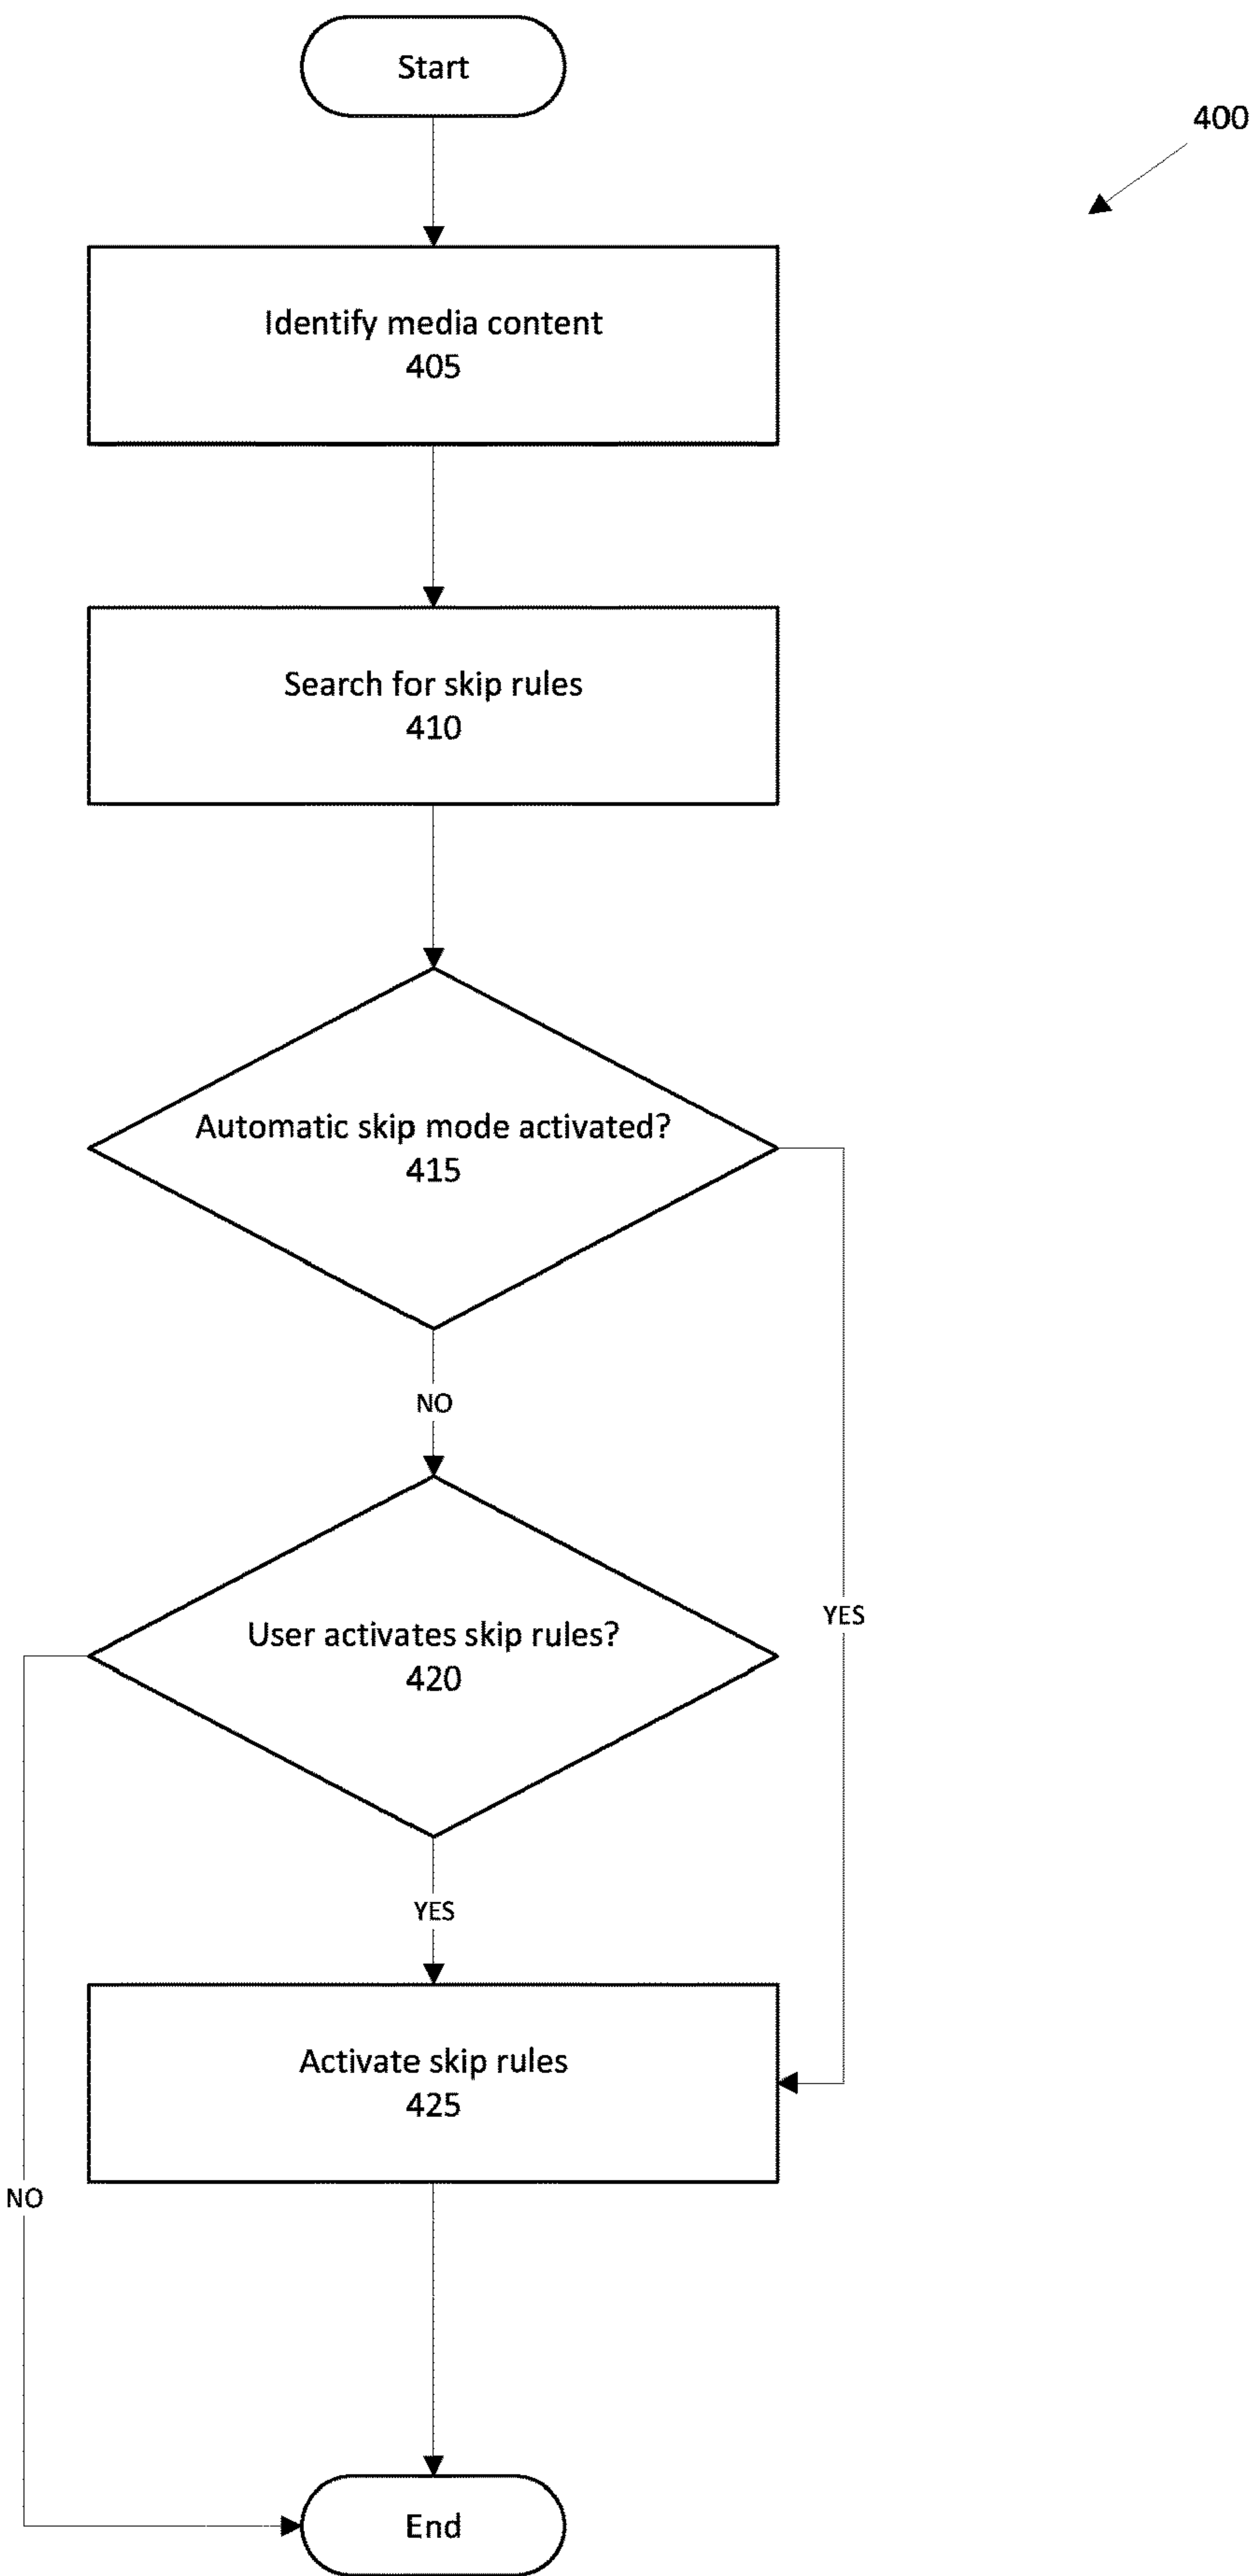 Start
400
Identify media content
405
Search for skip rules
410
Automatic skip mode activated?
415
NO
YES
User activates skip rules?
420
YES
Activate skip rules
425
NO
End